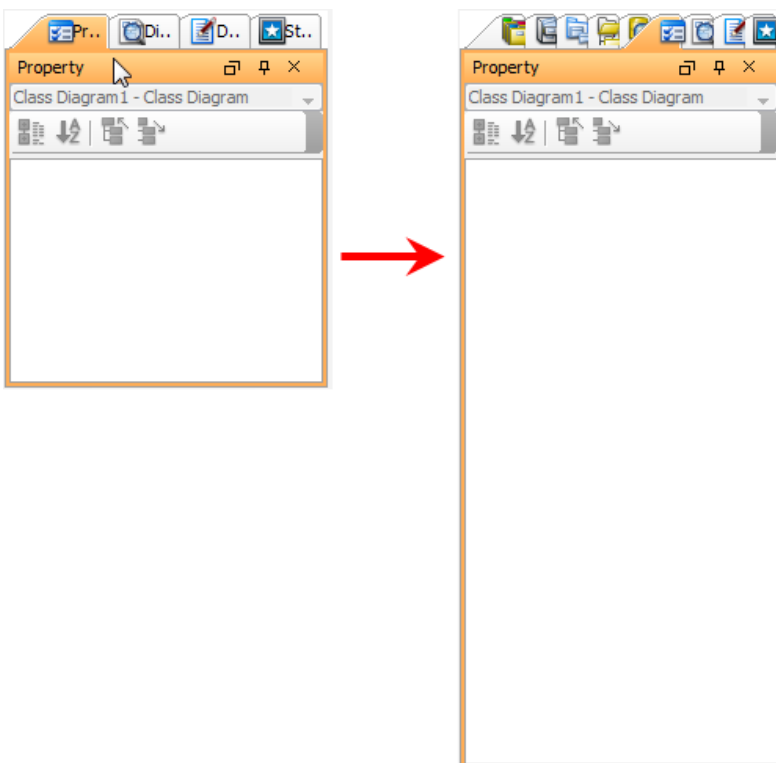 Pr.. Di.. D.. St..
Property
Class Diagram1 - Class Diagram
A
Z
Property
Class Diagram1 - Class Diagram
A
Z